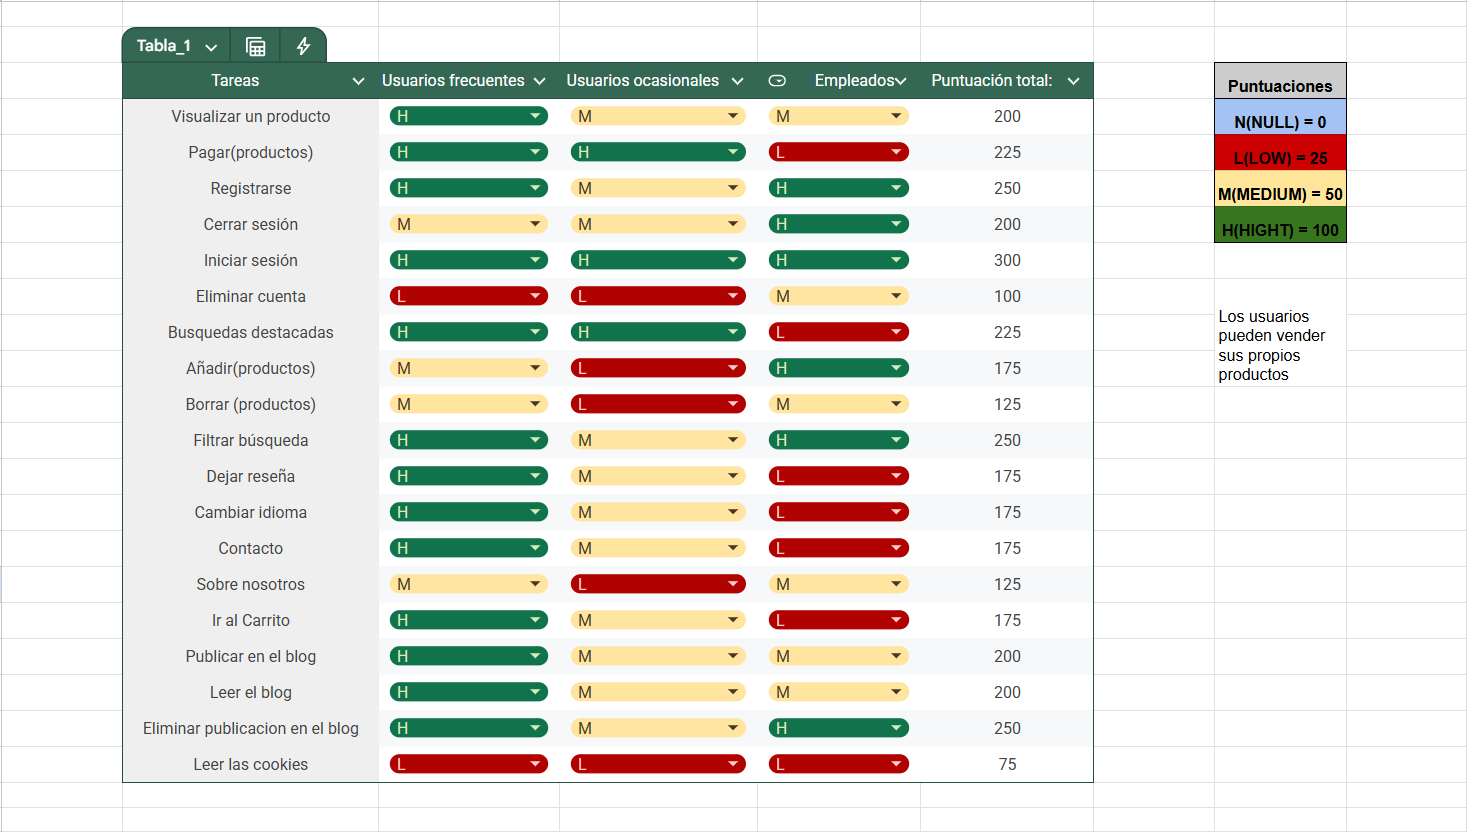 Tabla_1
Tareas Usuarios frecuentes Usuarios ocasionales Empleados Puntuación total:
Visualizar un producto H M M 200
Pagar(productos) H H L 225
Registrarse H M H 250
Cerrar sesión M M H 200
Iniciar sesión H H H 300
Eliminar cuenta L L M 100
Busquedas destacadas H H L 225
Añadir(productos) M L H 175
Borrar (productos) M L M 125
Filtrar búsqueda H M H 250
Dejar reseña H M L 175
Cambiar idioma H M L 175
Contacto H M L 175
Sobre nosotros M L M 125
Ir al Carrito H M L 175
Publicar en el blog H M M 200
Leer el blog H M M 200
Eliminar publicacion en el blog H M H 250
Leer las cookies L L L 75
Puntuaciones
N(NULL) = 0
L(LOW) = 25
M(MEDIUM) = 50
H(HIGHT) = 100
Los usuarios
pueden vender
sus propios
productos